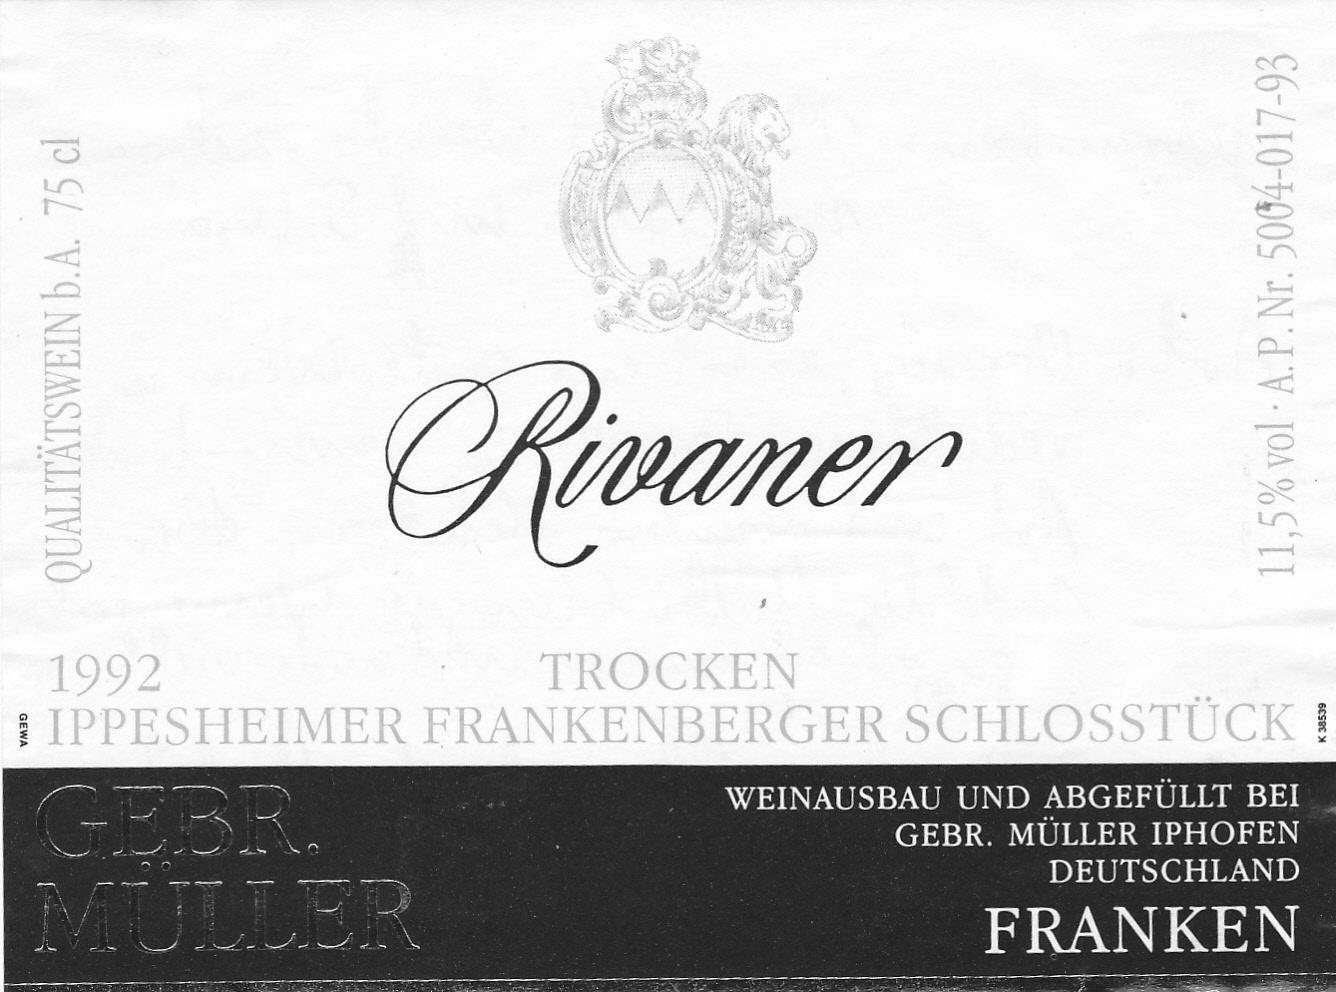 QUALITÄTSWEIN b.A. 75 cl
11,5% vol · A.P.Nr. 5004-017-93
Rivaner
1992
TROCKEN
IPPESHEIMER FRANKENBERGER SCHLOSSTÜCK
GEWA
K 38539
GEBR.
MÜLLER
WEINAUSBAU UND ABGEFÜLLT BEI
GEBR. MÜLLER IPHOFEN
DEUTSCHLAND
FRANKEN